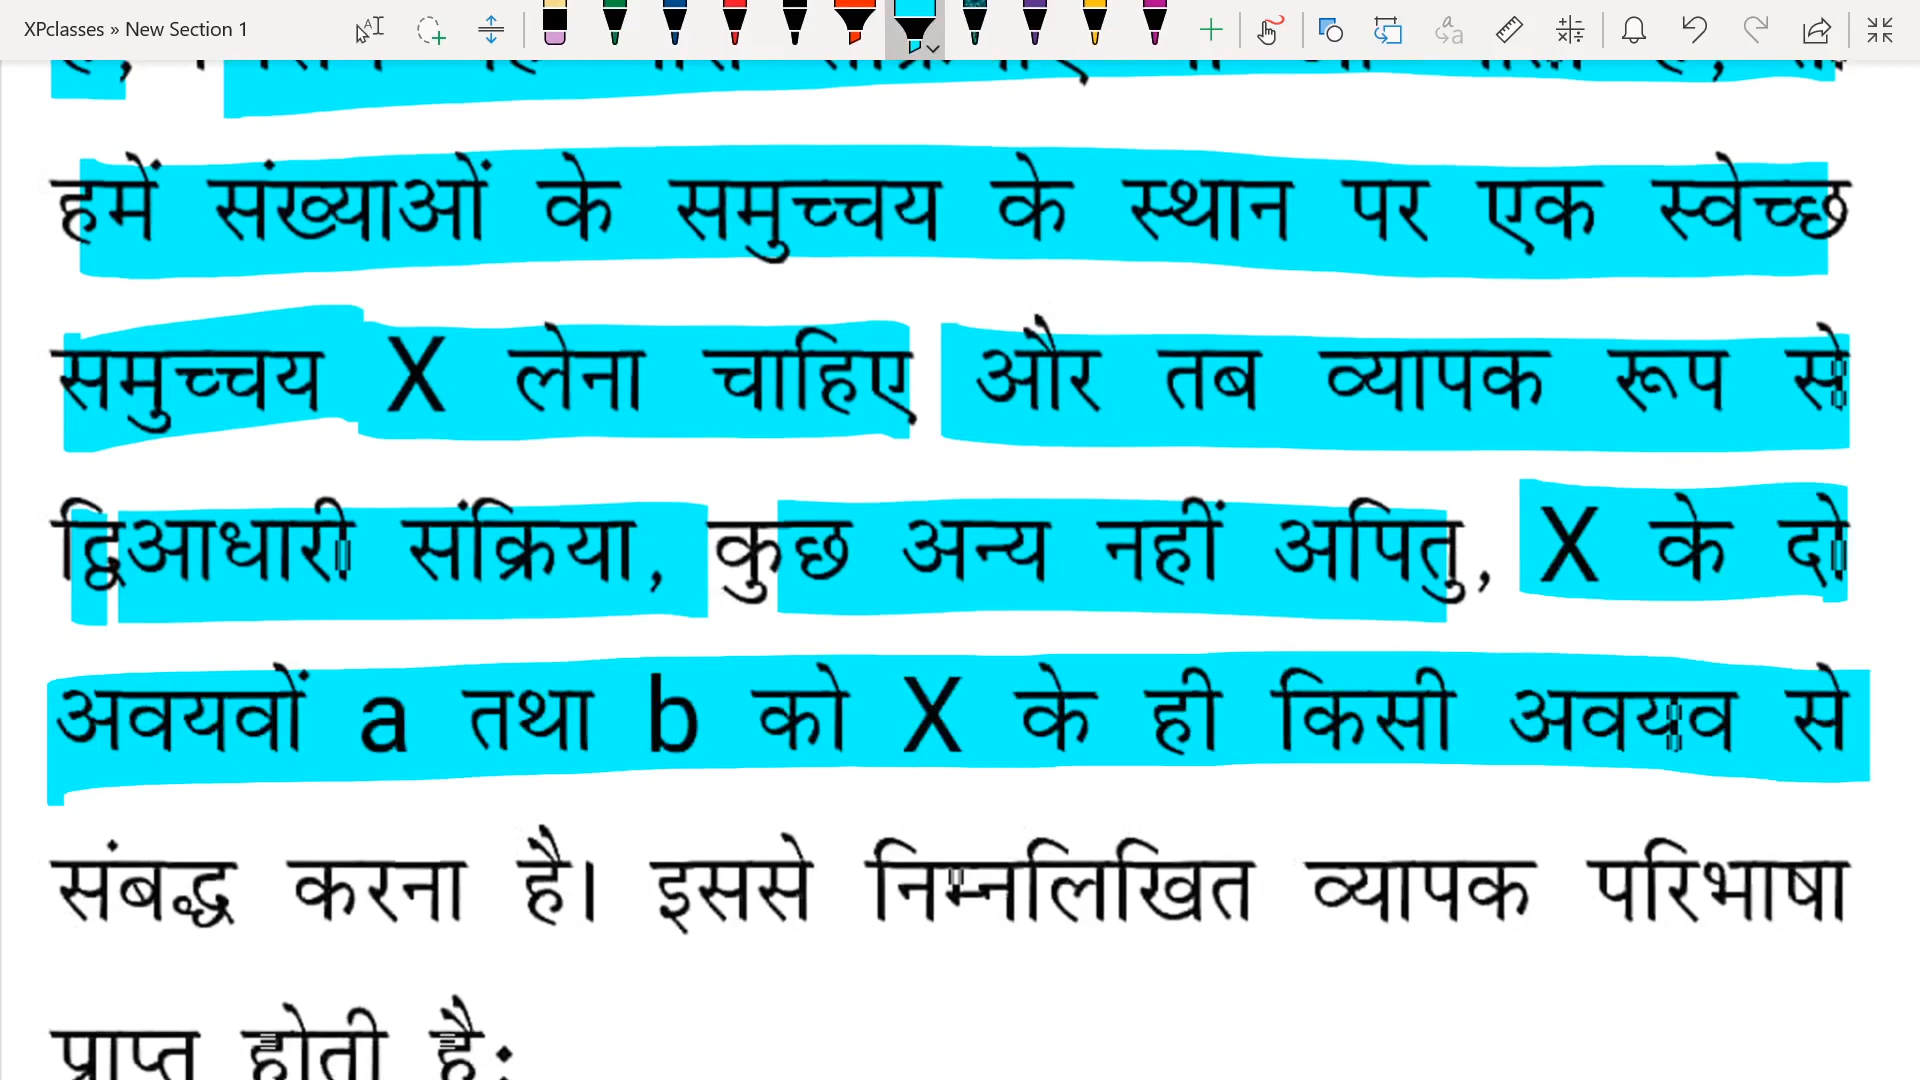 XPclasses » New Section 1
हमें संख्याओं के समुच्चय के स्थान पर एक स्वेच्छ
समुच्चय X लेना चाहिए और तब व्यापक रूप से
द्विआधारी संक्रिया, कुछ अन्य नहीं अपितु, X के दो
अवयवों a तथा b को X के ही किसी अवयव से
संबद्ध करना है। इससे निम्नलिखित व्यापक परिभाषा
प्राप्त होती है: